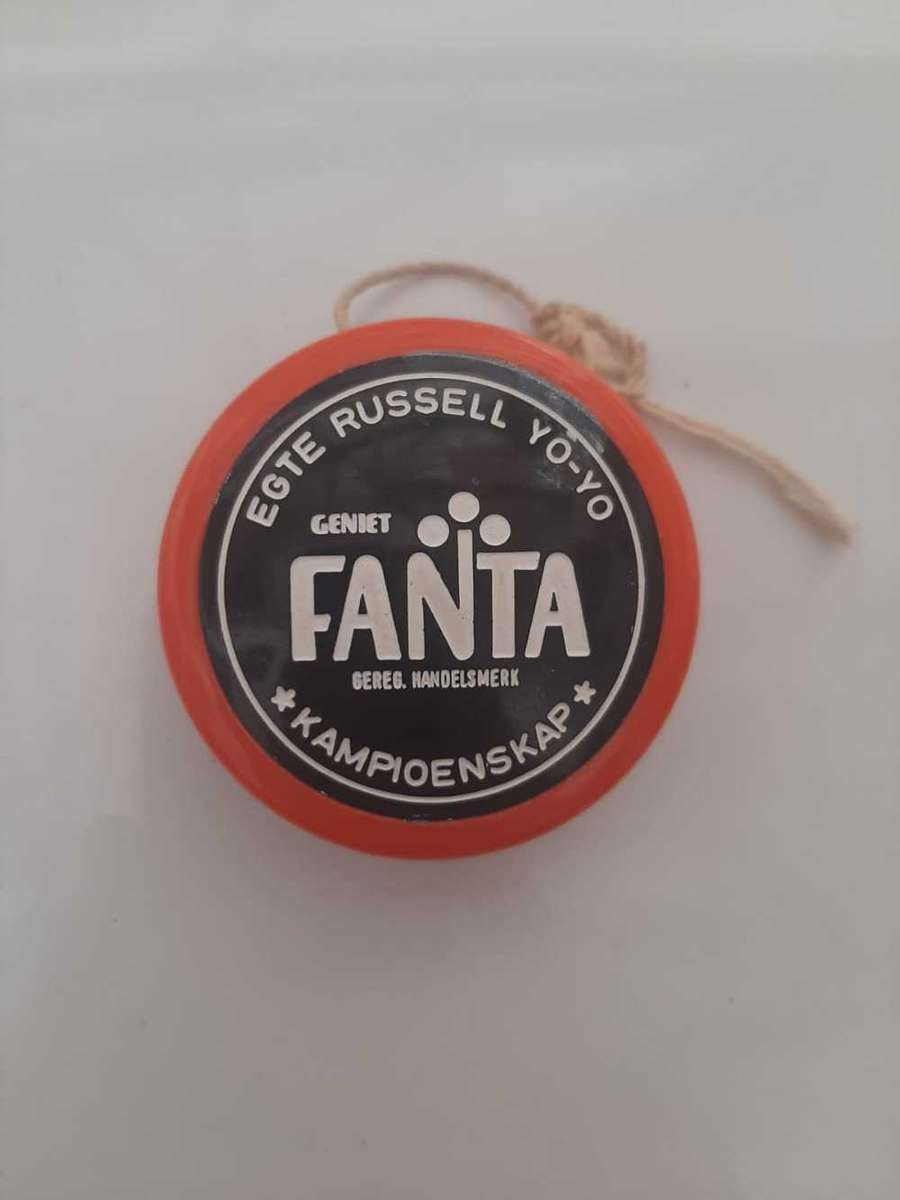 EGTE RUSSELL YO-YO
GENIET
FANTA
GEREG. HANDELSMERK
★ KAMPIOENSKAP ★